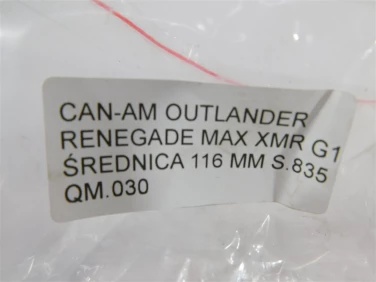 CAN-AM OUTLANDER
RENEGADE MAX XMR G1
ŚREDNICA 116 MM S.835
QM.030